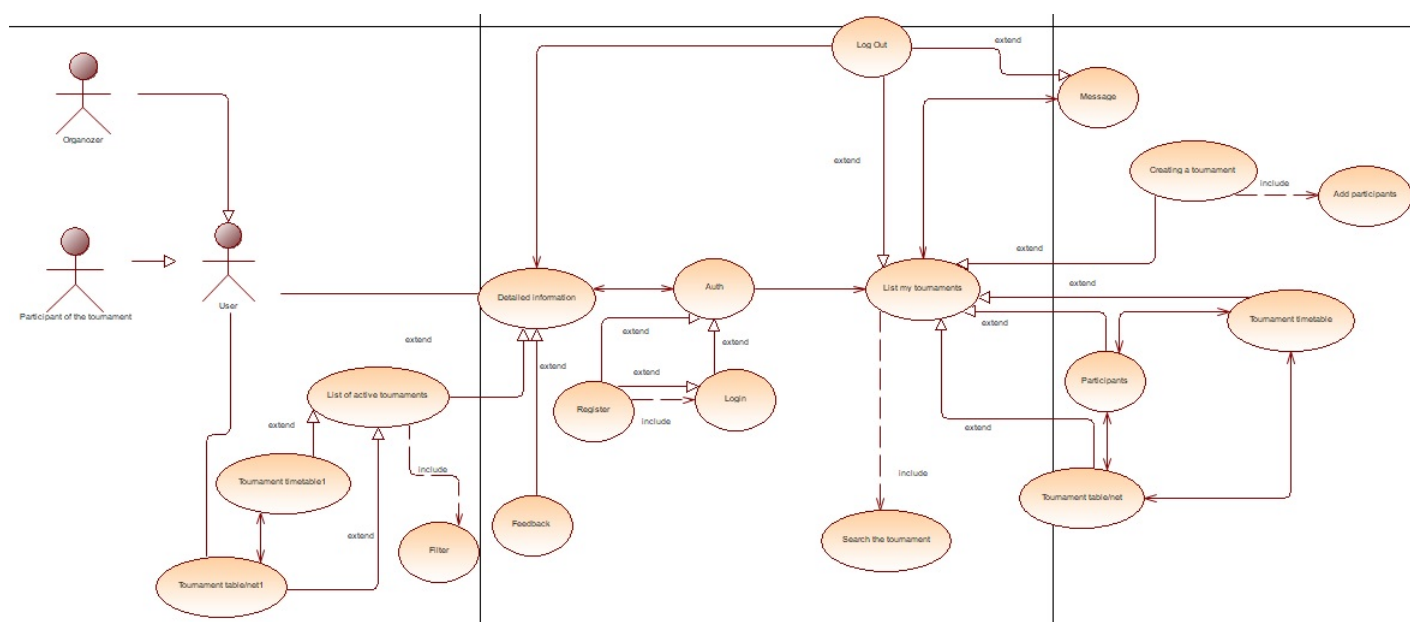 Log Out
extend
Message
Organozer
extend
Creating a tournament
include
Add participants
extend
Participant of the tournament
User
Detailed information
Auth
List my tournaments
extend
Tournament timetable
extend
extend
extend
extend
extend
Participants
List of active tournaments
extend
Register
Login
include
extend
extend
include
include
Tournament timetable1
Tournament table/net
Feedback
extend
Filter
Search the tournament
Tournament table/net1